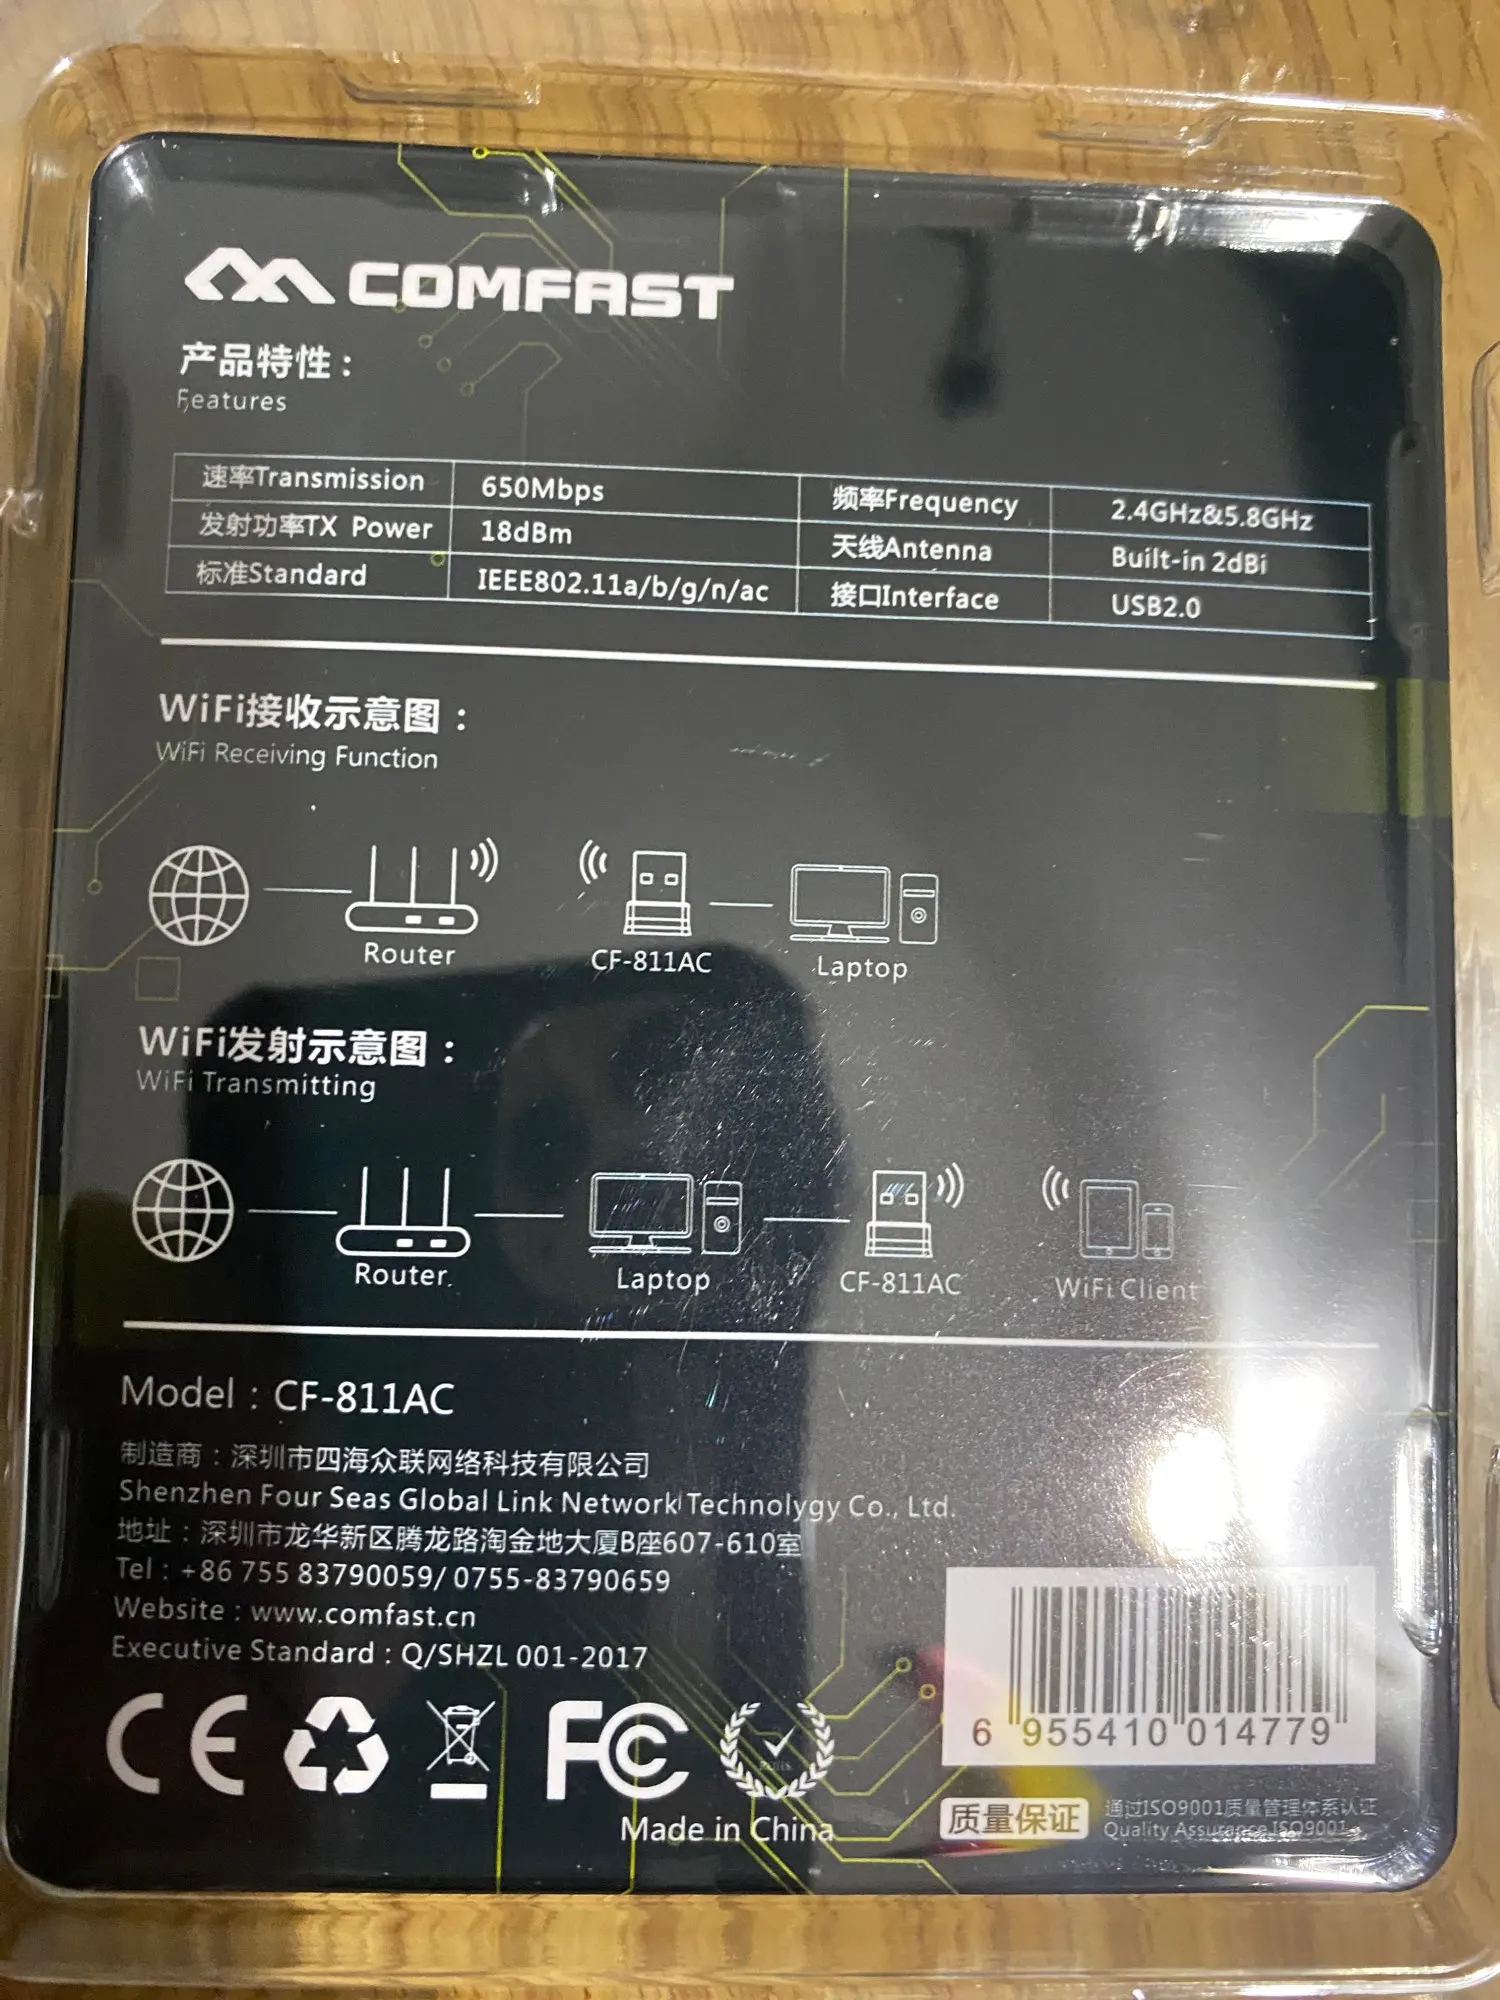 COMFAST
产品特性：
Features
速率Transmission 650Mbps 频率Frequency 2.4GHz&5.8GHz
发射功率TX Power 18dBm 天线Antenna Built-in 2dBi
标准Standard IEEE802.11a/b/g/n/ac 接口Interface USB2.0
WiFi接收示意图：
WiFi Receiving Function
Router CF-811AC Laptop
WiFi发射示意图：
WiFi Transmitting
Router Laptop CF-811AC WiFi Client
Model：CF-811AC
制造商：深圳市四海众联网络科技有限公司
Shenzhen Four Seas Global Link Network Technolygy Co., Ltd.
地址：深圳市龙华新区腾龙路淘金地大厦B座607-610室
Tel：+86 755 83790059/ 0755-83790659
Website：www.comfast.cn
Executive Standard：Q/SHZL 001-2017
CE FC RoHS
Made in China
6 955410 014779
质量保证 通过ISO9001质量管理体系认证
Quality Assurance ISO9001